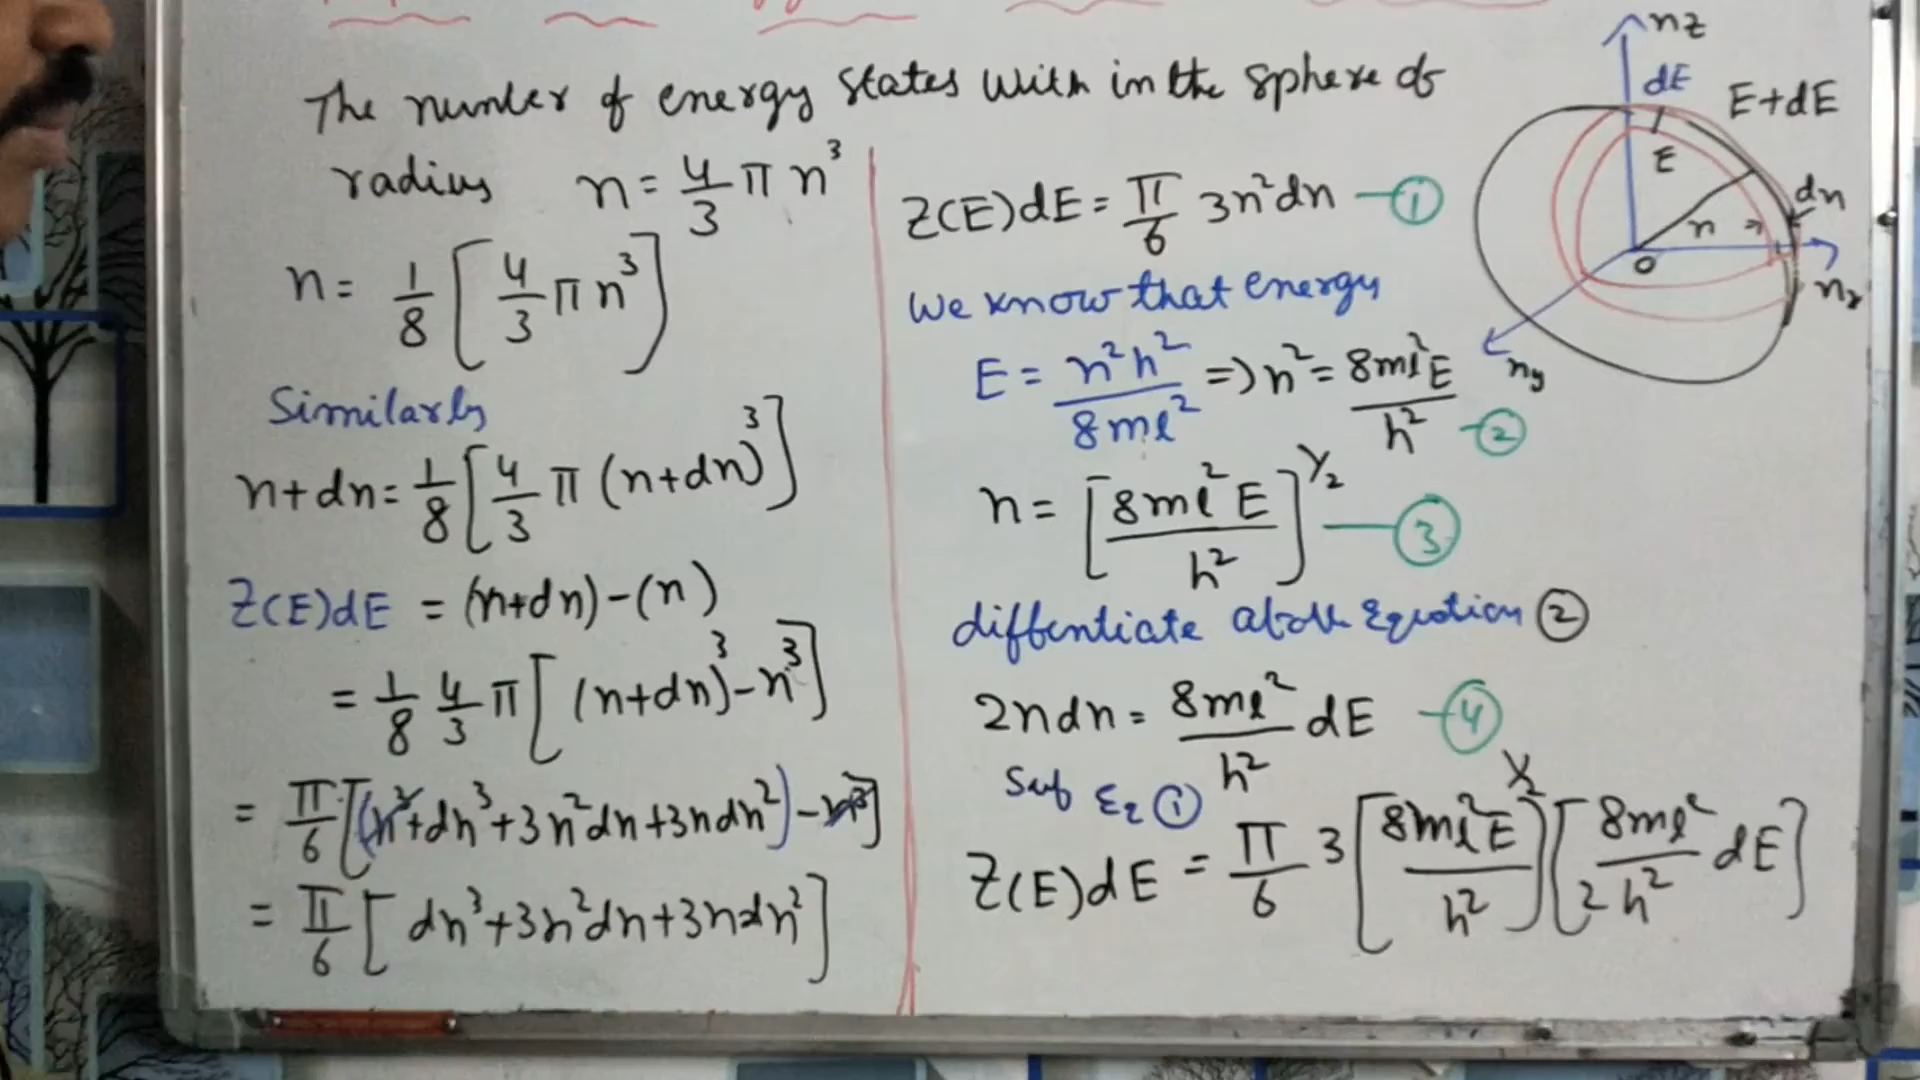 The number of energy states with in the sphere of
radius n = 4/3 π n³
n = 1/8 [4/3 π n³]
Similarly
n+dn = 1/8 [4/3 π (n+dn)³]
Z(E)dE = (n+dn)-(n)
= 1/8 4/3 π [(n+dn)³-n³]
= π/6 [(n³+dn³+3n²dn+3ndn²)-n³]
= π/6 [dn³+3n²dn+3ndn²]
Z(E)dE = π/6 3n²dn —①
We know that energy
E = n²h²/8ml² => n² = 8ml²E/h² —②
n = [8ml²E/h²]^1/2 —③
diffentiate above Equation ②
2ndn = 8ml²/h² dE —④
Sub Eq ①
Z(E)dE = π/6 3 [8ml²E/h²]^1/2 [8ml²/2h² dE]
nz
dE
E+dE
E
dn
n
O
nx
ny